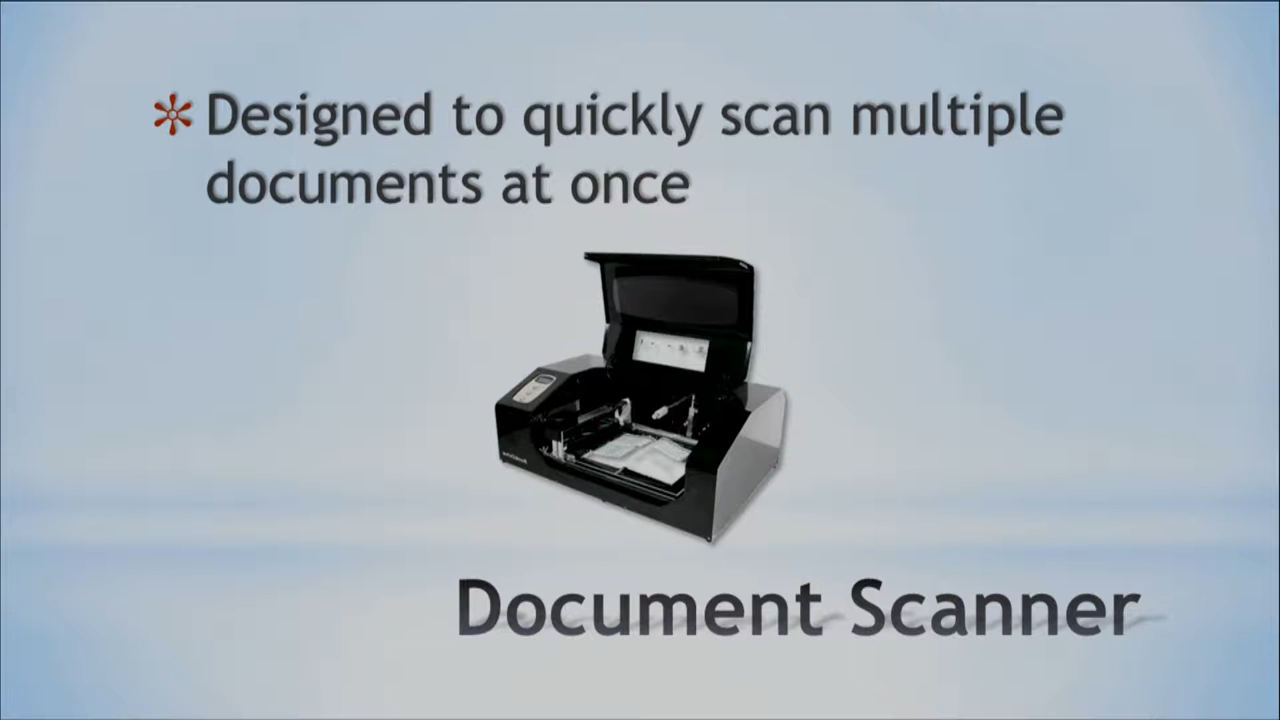 Designed to quickly scan multiple
documents at once
Document Scanner